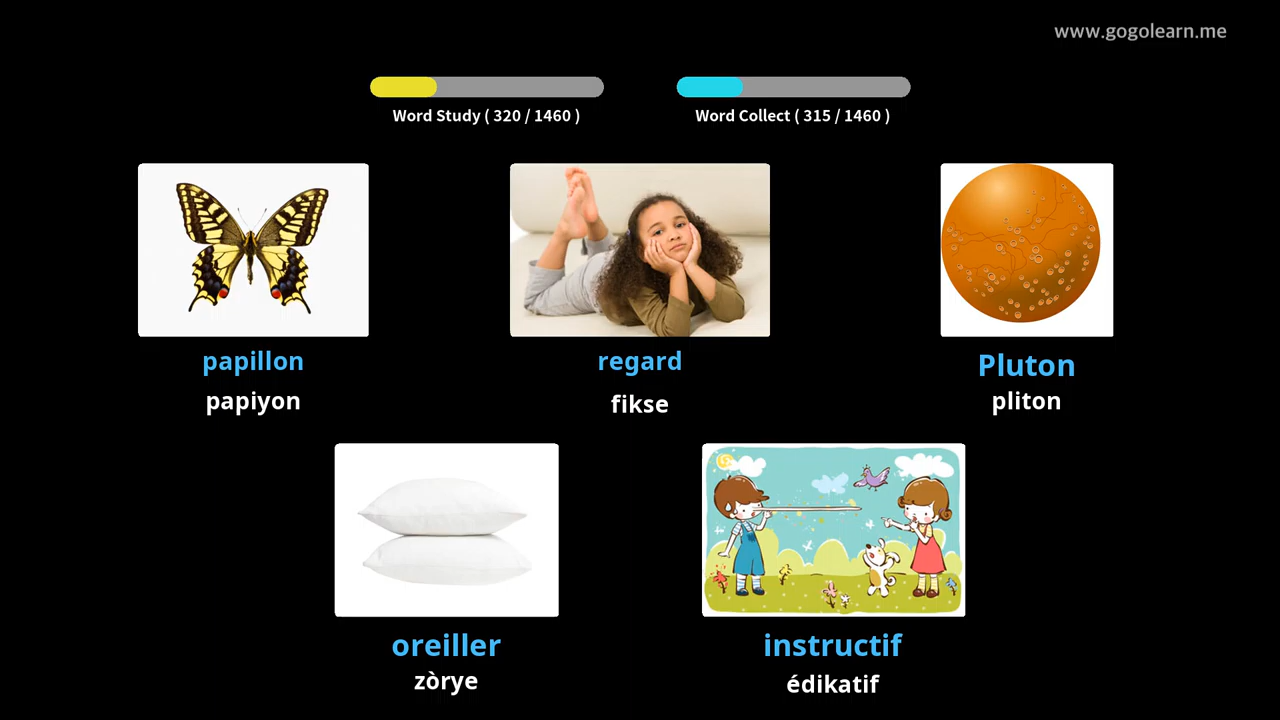 www.gogolearn.me
Word Study ( 320 / 1460 )
Word Collect ( 315 / 1460 )
papillon
papiyon
regard
fikse
Pluton
pliton
oreiller
zòrye
instructif
édikatif